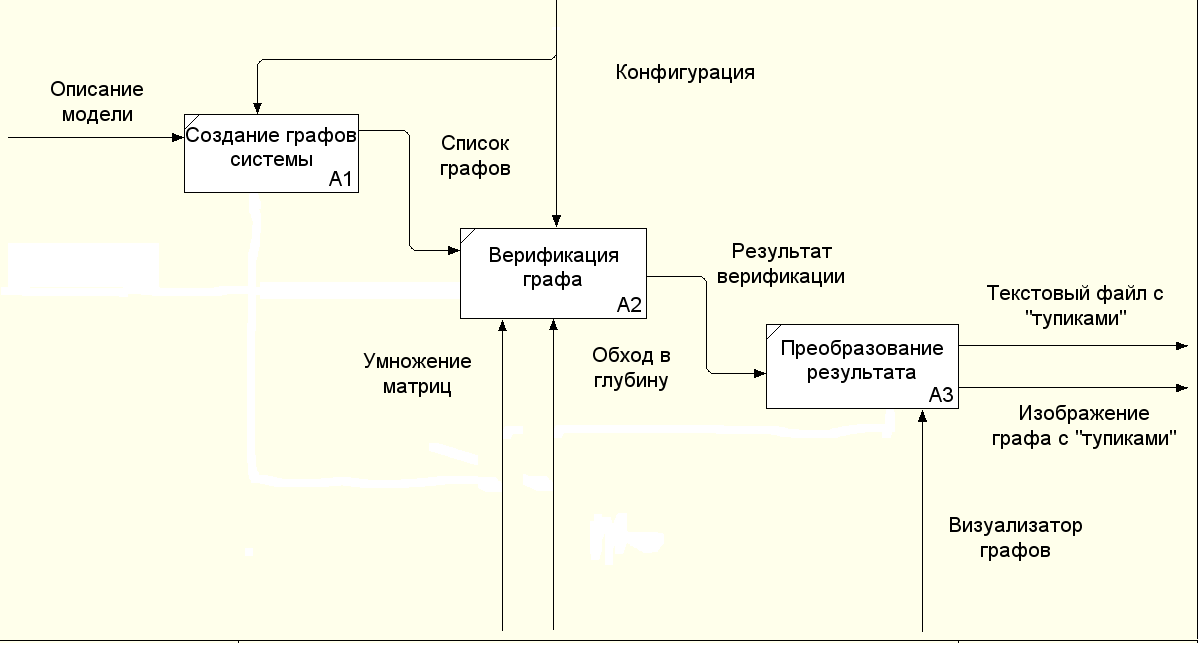 Конфигурация
Описание
модели
Создание графов
системы
A1
Список
графов
Верификация
графа
A2
Результат
верификации
Текстовый файл с
"тупиками"
Умножение
матриц
Обход в
глубину
Преобразование
результата
A3
Изображение
графа с "тупиками"
Визуализатор
графов